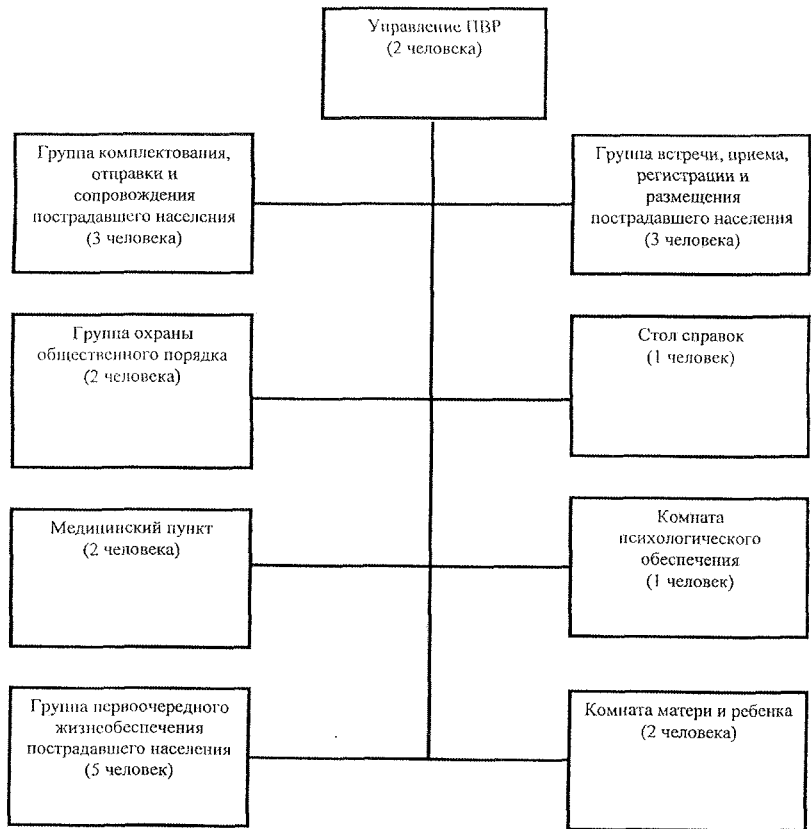 Управление ПВР
(2 человека)
Группа комплектования,
отправки и
сопровождения
пострадавшего населения
(3 человека)
Группа встречи, приема,
регистрации и
размещения
пострадавшего населения
(3 человека)
Группа охраны
общественного порядка
(2 человека)
Стол справок
(1 человек)
Медицинский пункт
(2 человека)
Комната
психологического
обеспечения
(1 человек)
Группа первоочередного
жизнеобеспечения
пострадавшего населения
(5 человек)
Комната матери и ребенка
(2 человека)